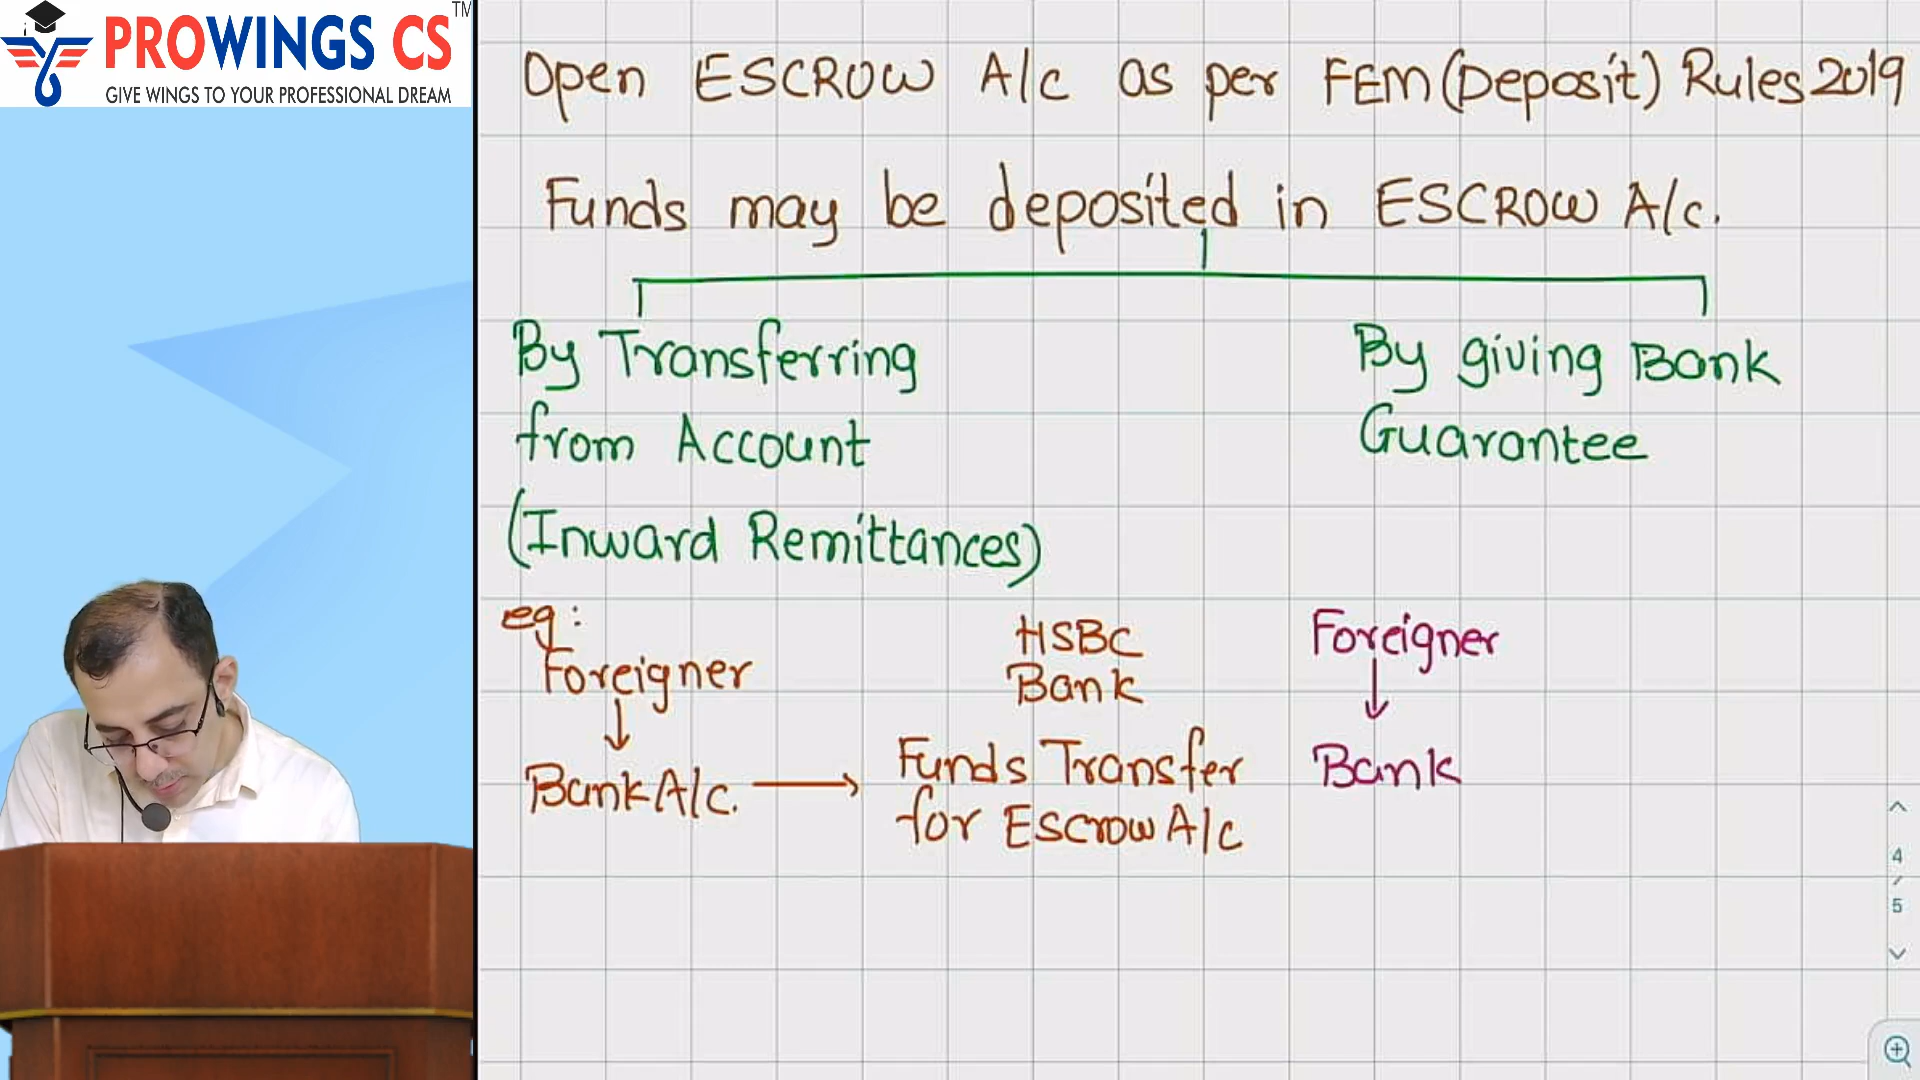 PROWINGS CS TM
GIVE WINGS TO YOUR PROFESSIONAL DREAM
Open ESCROW A/c as per FEM (Deposit) Rules 2019
Funds may be deposited in ESCROW A/c.
By Transferring
from Account
(Inward Remittances)
By giving Bank
Guarantee
eg:
Foreigner
Bank A/c.
HSBC
Bank
Funds Transfer
for Escrow A/c
Foreigner
Bank
4
/
5